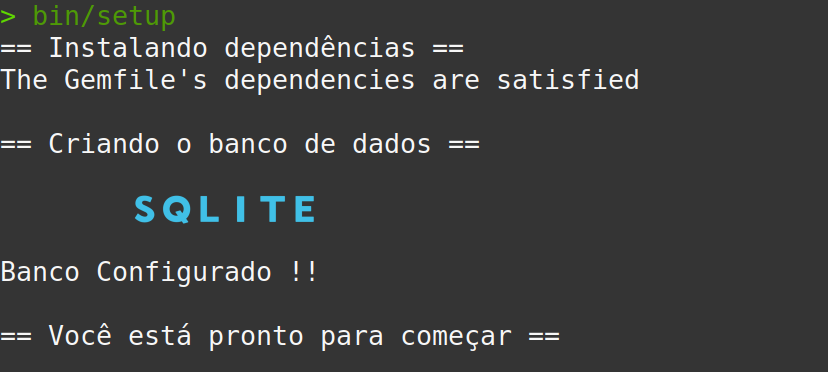 > bin/setup
== Instalando dependências ==
The Gemfile's dependencies are satisfied
== Criando o banco de dados ==
SQLITE
Banco Configurado !!
== Você está pronto para começar ==